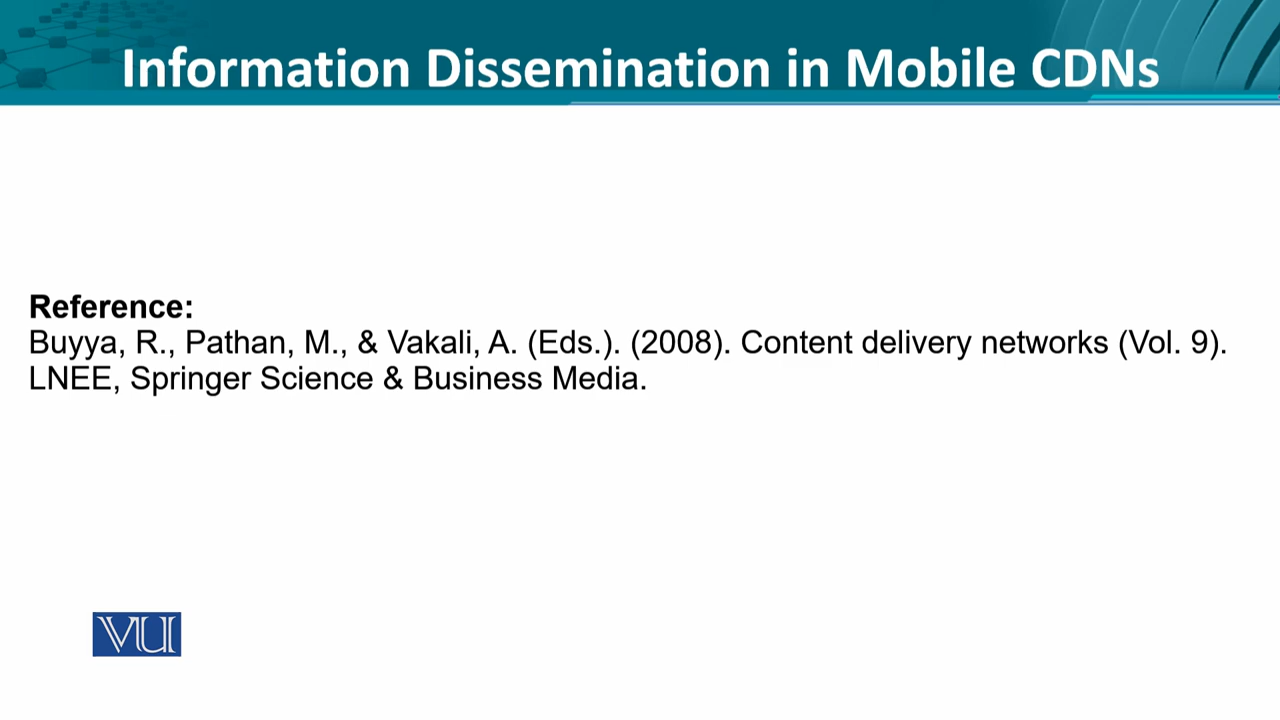 Information Dissemination in Mobile CDNs
Reference:
Buyya, R., Pathan, M., & Vakali, A. (Eds.). (2008). Content delivery networks (Vol. 9).
LNEE, Springer Science & Business Media.
VU